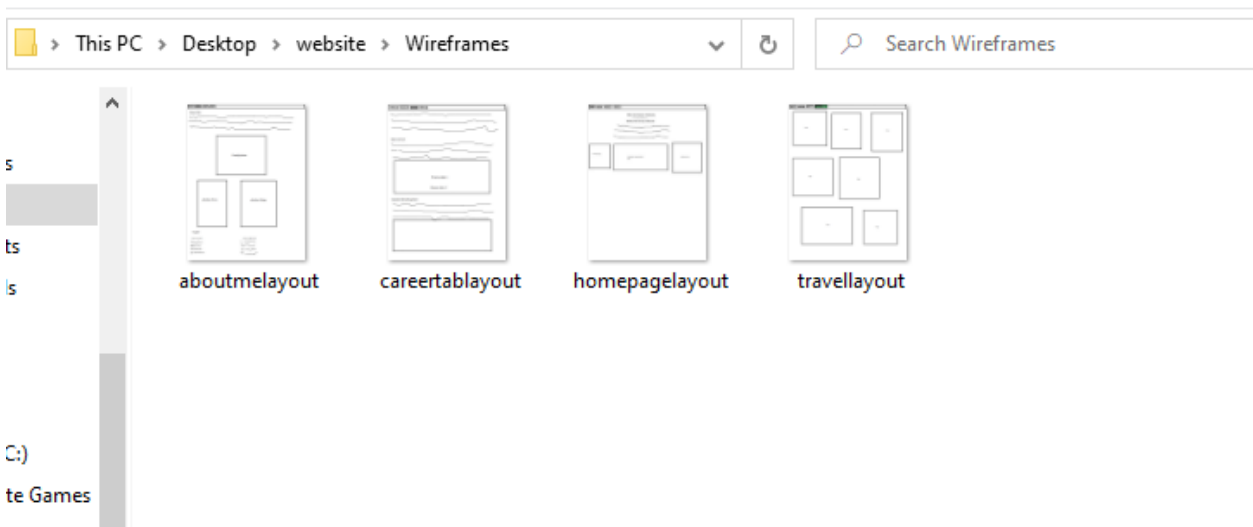 This PC > Desktop > website > Wireframes
Search Wireframes
s
ts
ls
C:)
te Games
aboutmelayout
careertablayout
homepagelayout
travellayout